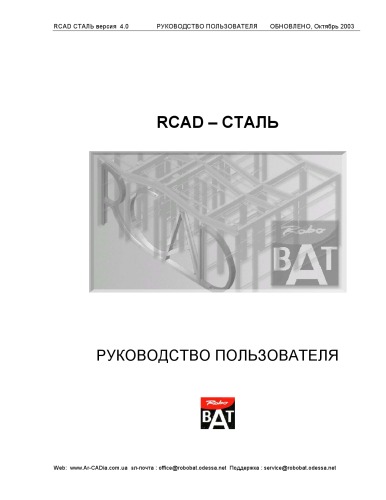 RCAD СТАЛЬ версия 4.0 РУКОВОДСТВО ПОЛЬЗОВАТЕЛЯ ОБНОВЛЕНО, Октябрь 2003
RCAD – СТАЛЬ
RCAD
Robo
BAT
РУКОВОДСТВО ПОЛЬЗОВАТЕЛЯ
Robo
BAT
Web: www.Ar-CADia.com.ua эл-почта : office@robobat.odessa.net Поддержка : service@robobat.odessa.net